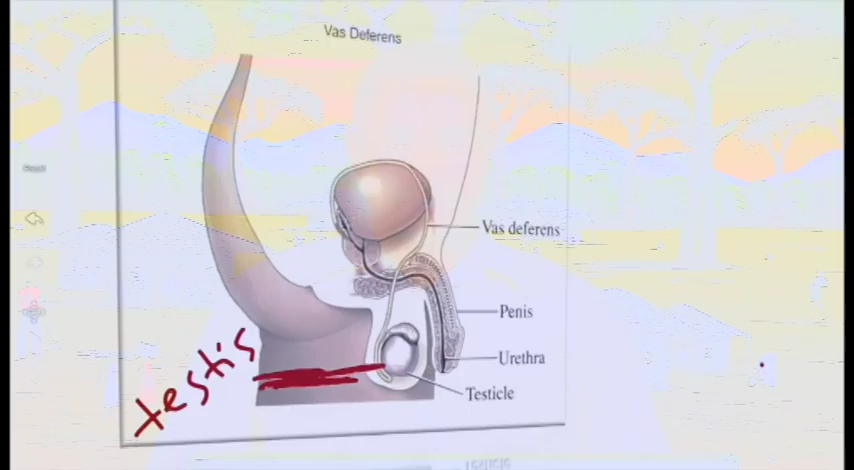 Vas Deferens
Vas deferens
Penis
Urethra
Testicle
testis